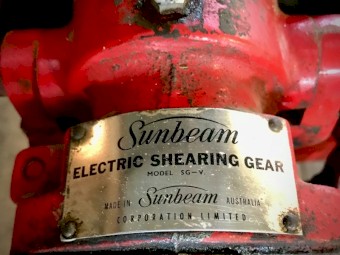 Sunbeam
ELECTRIC SHEARING GEAR
MODEL SG-V.
MADE IN Sunbeam AUSTRALIA
CORPORATION LIMITED